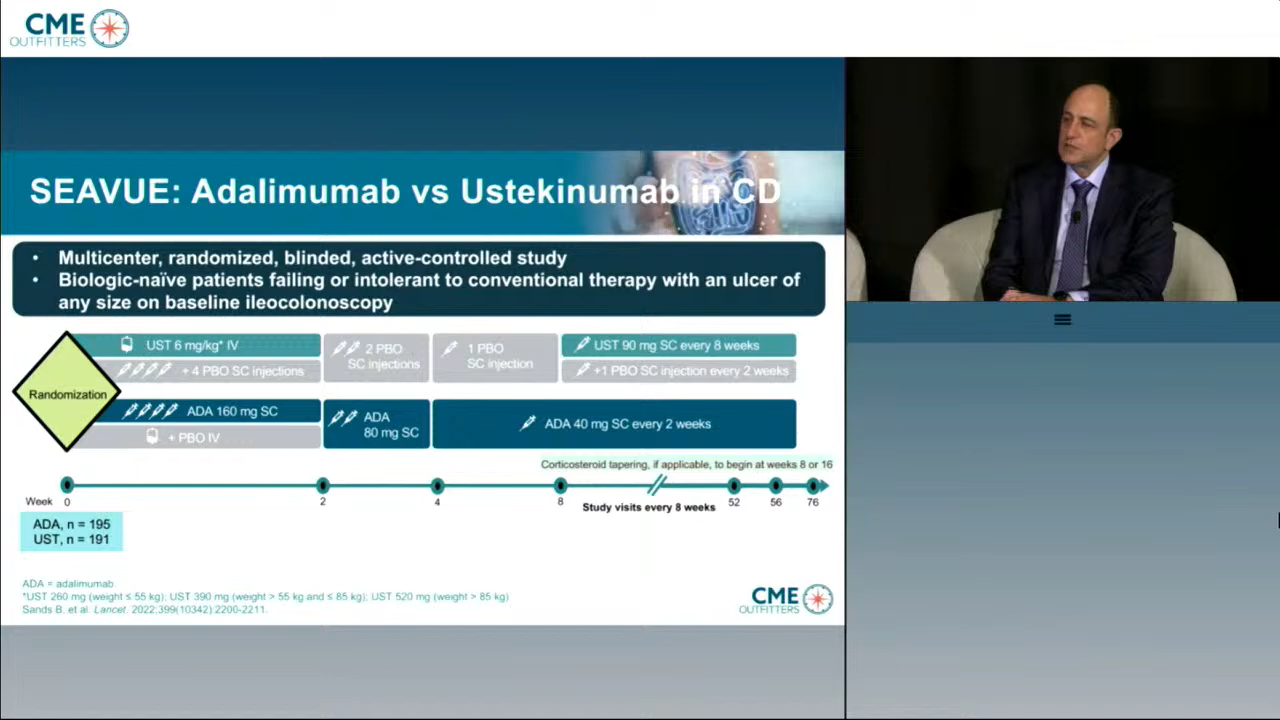 CME
OUTFITTERS
SEAVUE: Adalimumab vs Ustekinumab in CD
• Multicenter, randomized, blinded, active-controlled study
• Biologic-naïve patients failing or intolerant to conventional therapy with an ulcer of
any size on baseline ileocolonoscopy
Randomization
UST 6 mg/kg* IV
+ 4 PBO SC injections
2 PBO
SC injections
1 PBO
SC injection
UST 90 mg SC every 8 weeks
+1 PBO SC injection every 2 weeks
ADA 160 mg SC
+ PBO IV
ADA
80 mg SC
ADA 40 mg SC every 2 weeks
Corticosteroid tapering, if applicable, to begin at weeks 8 or 16
Week 0 2 4 8 52 56 76
Study visits every 8 weeks
ADA, n = 195
UST, n = 191
ADA = adalimumab
*UST 260 mg (weight ≤ 55 kg); UST 390 mg (weight > 55 kg and ≤ 85 kg); UST 520 mg (weight > 85 kg)
Sands B. et al. Lancet. 2022;399(10342):2200-2211.
CME
OUTFITTERS